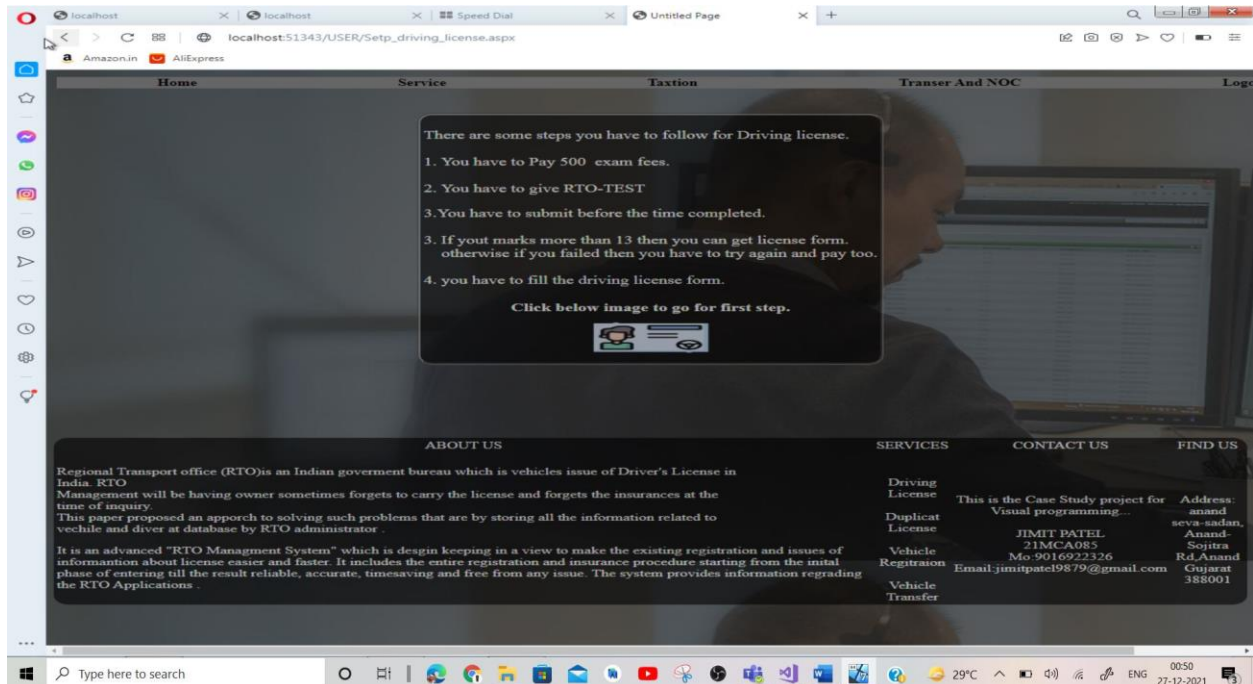 localhost
localhost
Speed Dial
Untitled Page
localhost:51343/USER/Setp_driving_license.aspx
Amazon.in AliExpress
Home Service Taxtion Transer And NOC Logo
There are some steps you have to follow for Driving license.
1. You have to Pay 500 exam fees.
2. You have to give RTO-TEST
3.You have to submit before the time completed.
3. If yout marks more than 13 then you can get license form.
otherwise if you failed then you have to try again and pay too.
4. you have to fill the driving license form.
Click below image to go for first step.
ABOUT US
Regional Transport office (RTO)is an Indian goverment bureau which is vehicles issue of Driver's License in
India. RTO
Management will be having owner sometimes forgets to carry the license and forgets the insurances at the
time of inquiry.
This paper proposed an apporch to solving such problems that are by storing all the information related to
vechile and diver at database by RTO administrator .
It is an advanced "RTO Managment System" which is desgin keeping in a view to make the existing registration and issues of
informantion about license easier and faster. It includes the entire registration and insurance procedure starting from the inital
phase of entering till the result reliable, accurate, timesaving and free from any issue. The system provides information regrading
the RTO Applications .
SERVICES
Driving
License
Duplicat
License
Vehicle
Regitraion
Vehicle
Transfer
CONTACT US
This is the Case Study project for
Visual programming...
JIMIT PATEL
21MCA085
Mo:9016922326
Email:jimitpatel9879@gmail.com
FIND US
Address:
anand
seva-sadan,
Anand-
Sojitra
Rd,Anand
Gujarat
388001
Type here to search
29°C
ENG
00:50
27-12-2021